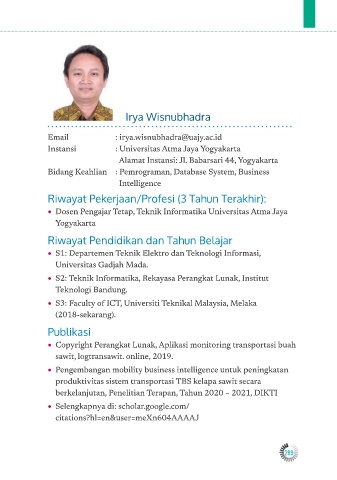 Irya Wisnubhadra
Email : irya.wisnubhadra@uajy.ac.id
Instansi : Universitas Atma Jaya Yogyakarta
Alamat Instansi: Jl. Babarsari 44, Yogyakarta
Bidang Keahlian : Pemrograman, Database System, Business
Intelligence
Riwayat Pekerjaan/Profesi (3 Tahun Terakhir):
• Dosen Pengajar Tetap, Teknik Informatika Universitas Atma Jaya
Yogyakarta
Riwayat Pendidikan dan Tahun Belajar
• S1: Departemen Teknik Elektro dan Teknologi Informasi,
Universitas Gadjah Mada.
• S2: Teknik Informatika, Rekayasa Perangkat Lunak, Institut
Teknologi Bandung.
• S3: Faculty of ICT, Universiti Teknikal Malaysia, Melaka
(2018-sekarang).
Publikasi
• Copyright Perangkat Lunak, Aplikasi monitoring transportasi buah
sawit, logtransawit. online, 2019.
• Pengembangan mobility business intelligence untuk peningkatan
produktivitas sistem transportasi TBS kelapa sawit secara
berkelanjutan, Penelitian Terapan, Tahun 2020 – 2021, DIKTI
• Selengkapnya di: scholar.google.com/
citations?hl=en&user=meXn604AAAAJ